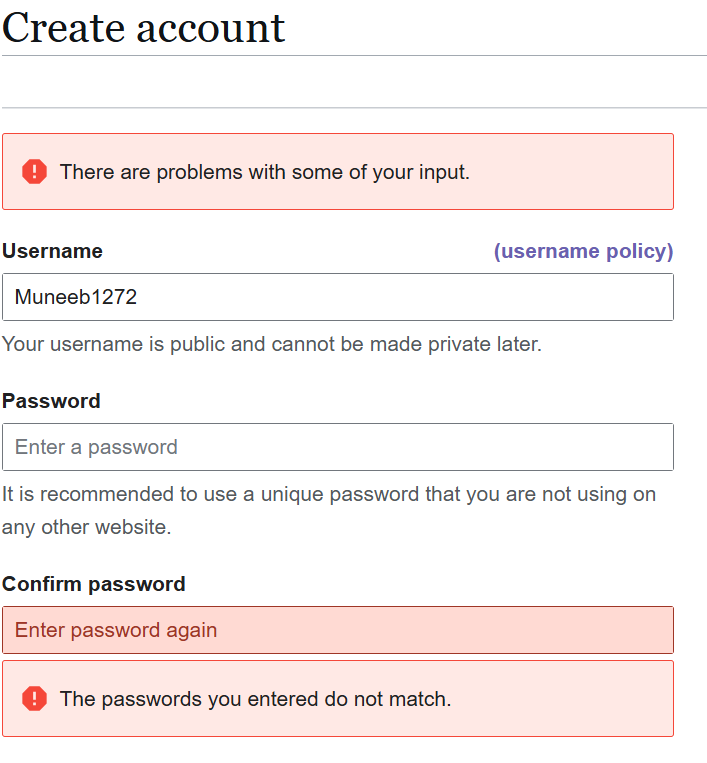 Create account
There are problems with some of your input.
Username (username policy)
Muneeb1272
Your username is public and cannot be made private later.
Password
Enter a password
It is recommended to use a unique password that you are not using on
any other website.
Confirm password
Enter password again
The passwords you entered do not match.